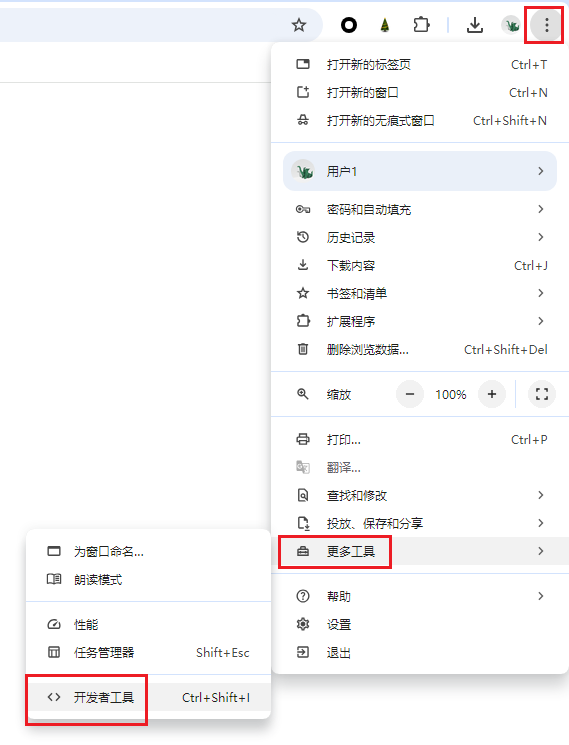 打开新的标签页 Ctrl+T
打开新的窗口 Ctrl+N
打开新的无痕式窗口 Ctrl+Shift+N
用户1
密码和自动填充
历史记录
下载内容 Ctrl+J
书签和清单
扩展程序
删除浏览数据... Ctrl+Shift+Del
缩放 − 100% +
打印... Ctrl+P
翻译...
查找和修改
投放、保存和分享
更多工具
帮助
设置
退出
为窗口命名...
朗读模式
性能
任务管理器 Shift+Esc
开发者工具 Ctrl+Shift+I